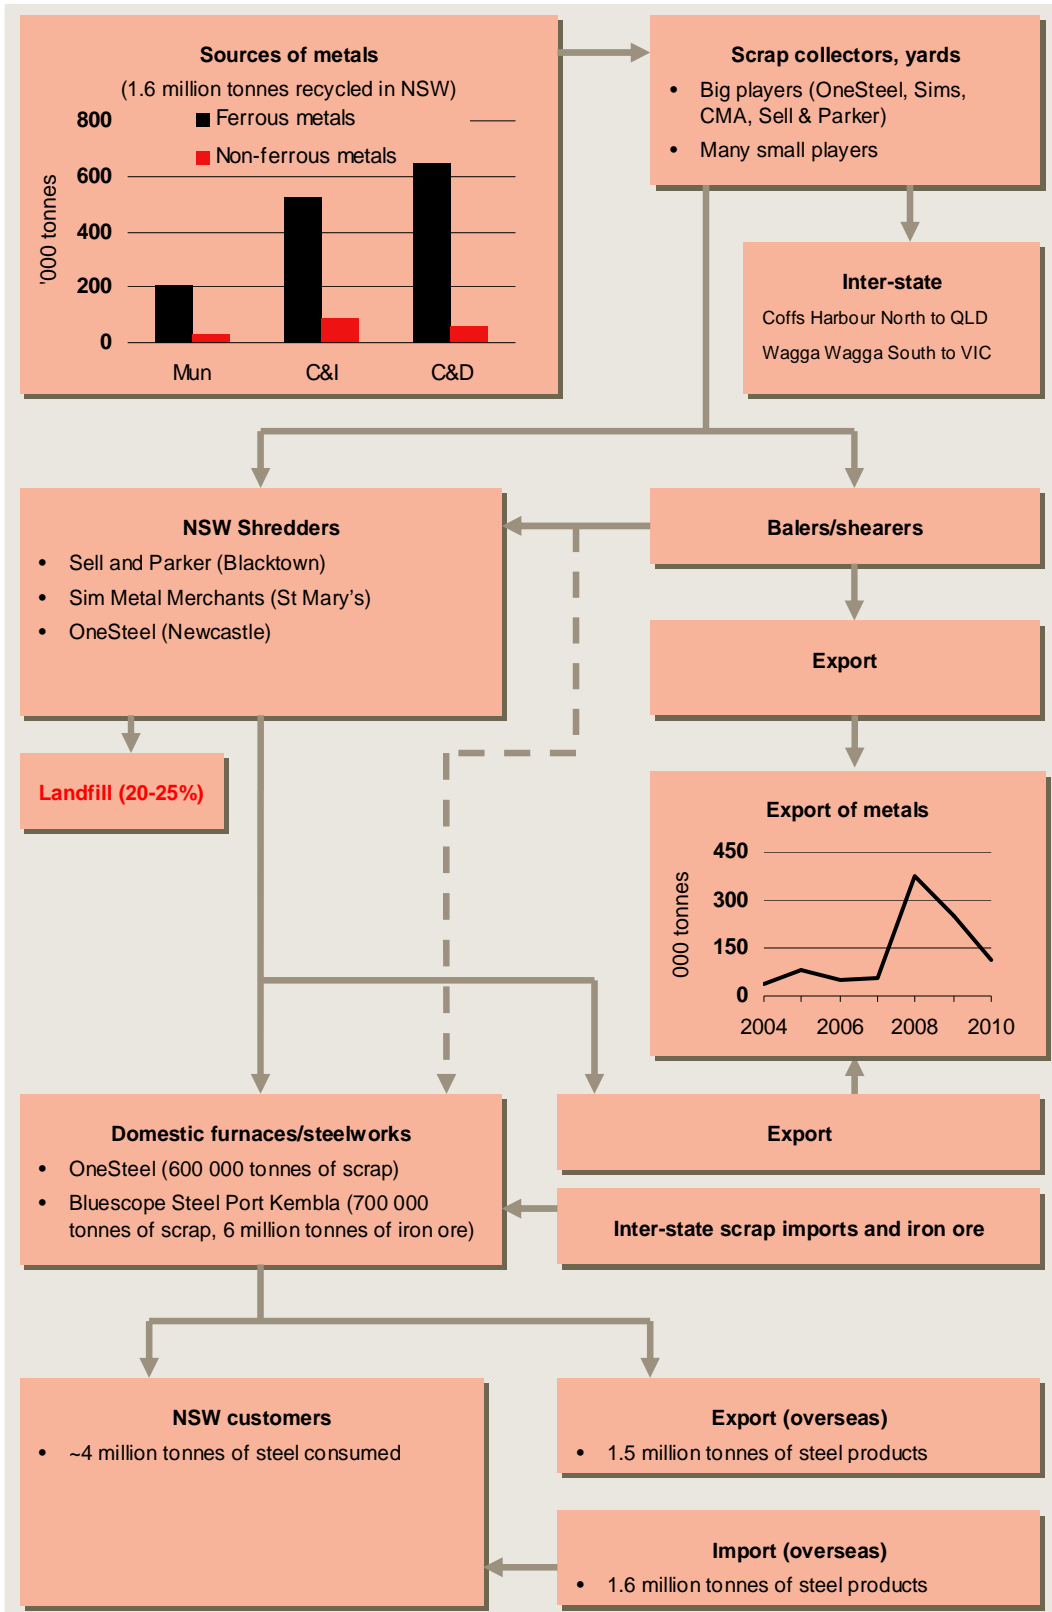 Sources of metals
(1.6 million tonnes recycled in NSW)
800
600
400
200
0
'000 tonnes
Ferrous metals
Non-ferrous metals
Mun
C&I
C&D
Scrap collectors, yards
• Big players (OneSteel, Sims,
CMA, Sell & Parker)
• Many small players
Inter-state
Coffs Harbour North to QLD
Wagga Wagga South to VIC
NSW Shredders
• Sell and Parker (Blacktown)
• Sim Metal Merchants (St Mary's)
• OneSteel (Newcastle)
Balers/shearers
Export
Landfill (20-25%)
Export of metals
450
300
150
0
000 tonnes
2004
2006
2008
2010
Domestic furnaces/steelworks
• OneSteel (600 000 tonnes of scrap)
• Bluescope Steel Port Kembla (700 000
tonnes of scrap, 6 million tonnes of iron ore)
Export
Inter-state scrap imports and iron ore
NSW customers
• ~4 million tonnes of steel consumed
Export (overseas)
• 1.5 million tonnes of steel products
Import (overseas)
• 1.6 million tonnes of steel products